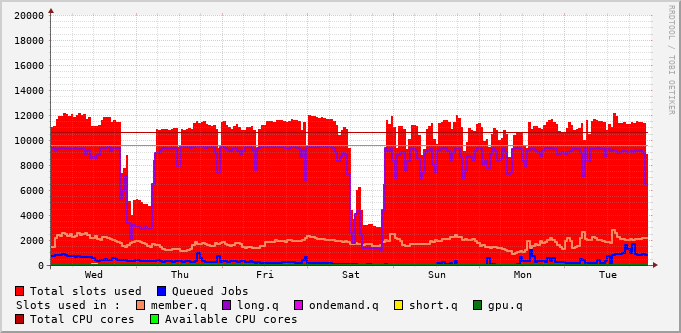 20000
18000
16000
14000
12000
10000
8000
6000
4000
2000
0
Wed Thu Fri Sat Sun Mon Tue
Total slots used Queued Jobs
Slots used in : member.q long.q ondemand.q short.q gpu.q
Total CPU cores Available CPU cores
RRDTOOL / TOBI OETIKER